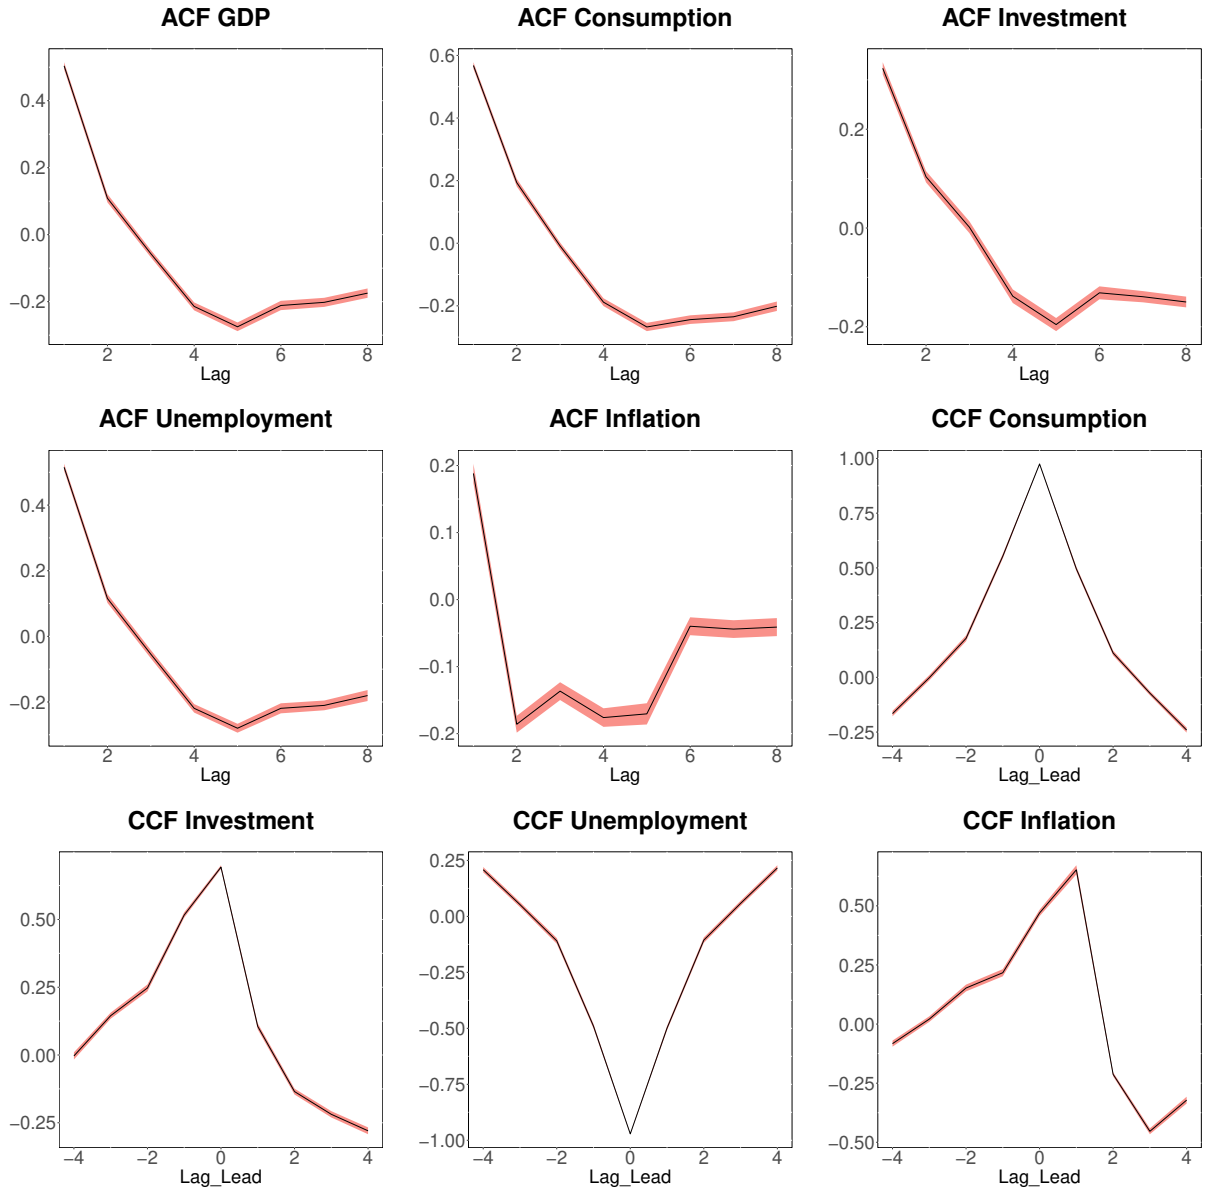 ACF GDP
0.4
0.2
0.0
−0.2
2 4 6 8
Lag
ACF Consumption
0.6
0.4
0.2
0.0
−0.2
2 4 6 8
Lag
ACF Investment
0.2
0.0
−0.2
2 4 6 8
Lag
ACF Unemployment
0.4
0.2
0.0
−0.2
2 4 6 8
Lag
ACF Inflation
0.2
0.1
0.0
−0.1
−0.2
2 4 6 8
Lag
CCF Consumption
1.00
0.75
0.50
0.25
0.00
−0.25
−4 −2 0 2 4
Lag_Lead
CCF Investment
0.50
0.25
0.00
−0.25
−4 −2 0 2 4
Lag_Lead
CCF Unemployment
0.25
0.00
−0.25
−0.50
−0.75
−1.00
−4 −2 0 2 4
Lag_Lead
CCF Inflation
0.50
0.25
0.00
−0.25
−0.50
−4 −2 0 2 4
Lag_Lead